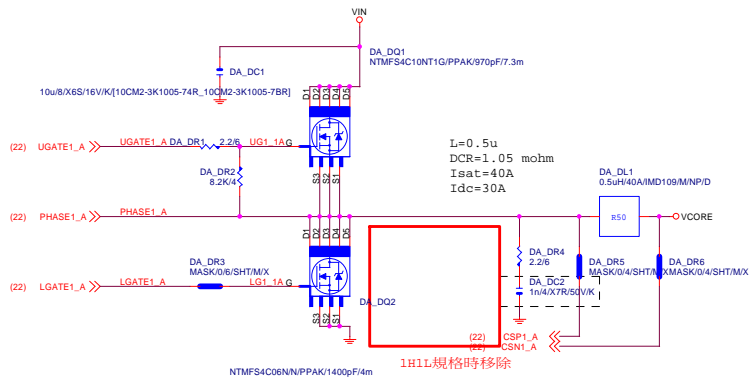 VIN
DA_DQ1
NTMFS4C10NT1G/PPAK/970pF/7.3m
DA_DC1
10u/8/X6S/16V/K/[10CM2-3K1005-74R_10CM2-3K1005-7BR]
D1
D2
D3
D4
D5
(22) UGATE1_A
UGATE1_A
DA_DR1
2.2/6
UG1_1A
G
S3
S2
S1
DA_DR2
8.2K/4
L=0.5u
DCR=1.05 mohm
Isat=40A
Idc=30A
DA_DL1
0.5uH/40A/IMD109/M/NP/D
R50
VCORE
(22) PHASE1_A
PHASE1_A
D1
D2
D3
D4
D5
DA_DR3
MASK/0/6/SHT/M/X
(22) LGATE1_A
LGATE1_A
LG1_1A
G
S3
S2
S1
DA_DQ2
NTMFS4C06N/N/PPAK/1400pF/4m
DA_DR4
2.2/6
DA_DC2
1n/4/X7R/50V/K
DA_DR5
MASK/0/4/SHT/M/X
DA_DR6
MASK/0/4/SHT/M/X
(22) CSP1_A
(22) CSN1_A
1H1L規格時移除